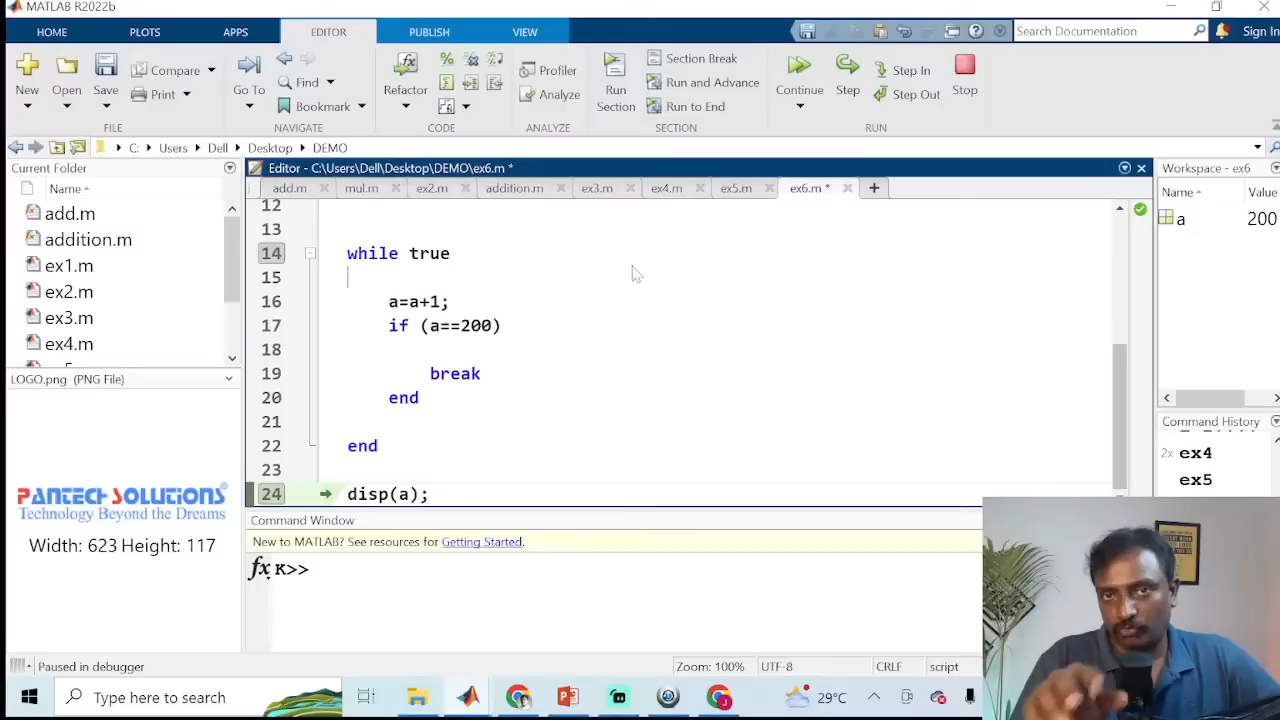 MATLAB R2022b
HOME PLOTS APPS EDITOR PUBLISH VIEW Search Documentation Sign In
New Open Save Compare Print Go To Find Bookmark Refactor Profiler Analyze Run Section Section Break Run and Advance Run to End Continue Step Step In Step Out Stop
FILE NAVIGATE CODE ANALYZE SECTION RUN
C: Users Dell Desktop DEMO
Current Folder
Name
add.m
addition.m
ex1.m
ex2.m
ex3.m
ex4.m
LOGO.png (PNG File)
PANTECH SOLUTIONS
Technology Beyond the Dreams
Width: 623 Height: 117
Editor - C:\Users\Dell\Desktop\DEMO\ex6.m *
add.m mul.m ex2.m addition.m ex3.m ex4.m ex5.m ex6.m * +
12
13
14 while true
15
16 a=a+1;
17 if (a==200)
18
19 break
20 end
21
22 end
23
24 disp(a);
Command Window
New to MATLAB? See resources for Getting Started.
fx K>>
Workspace - ex6
Name Value
a 200
Command History
2x ex4
ex5
Paused in debugger Zoom: 100% UTF-8 CRLF script
Type here to search 29°C